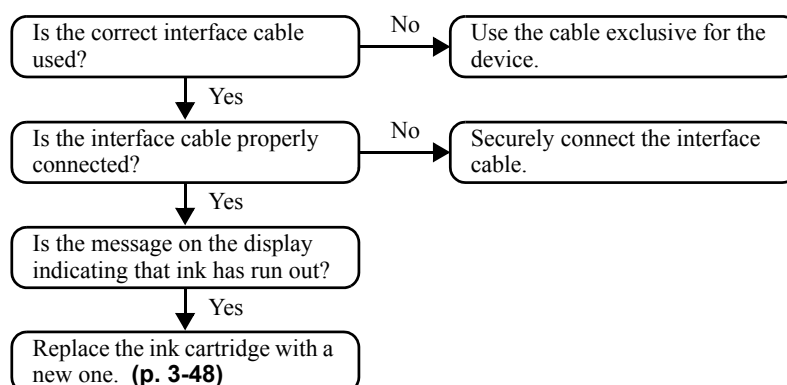 Is the correct interface cable
used?
No
Use the cable exclusive for the
device.
Yes
Is the interface cable properly
connected?
No
Securely connect the interface
cable.
Yes
Is the message on the display
indicating that ink has run out?
Yes
Replace the ink cartridge with a
new one. (p. 3-48)